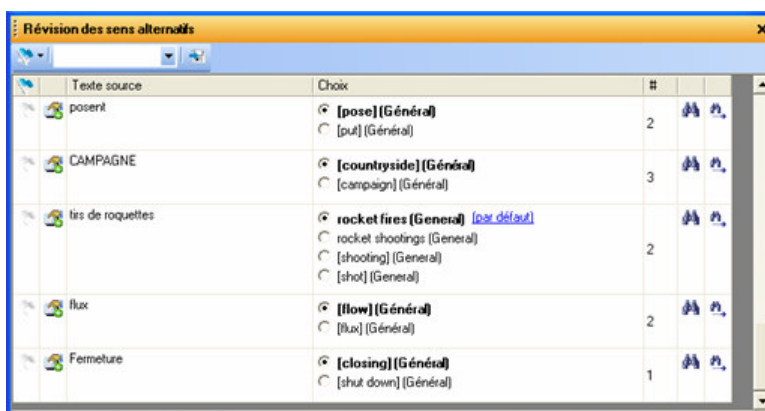 Révision des sens alternatifs
Texte source Choix #
posent [pose] (Général) 2
[put] (Général)
CAMPAGNE [countryside] (Général) 3
[campaign] (Général)
tirs de roquettes rocket fires (General) [par défaut] 2
rocket shootings (General)
[shooting] (General)
[shot] (General)
flux [flow] (Général) 2
[flux] (Général)
Fermeture [closing] (Général) 1
[shut down] (Général)